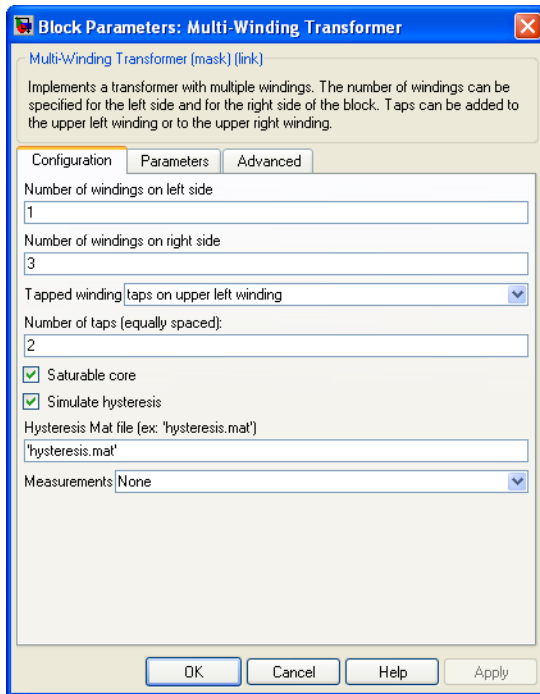 Block Parameters: Multi-Winding Transformer
Multi-Winding Transformer (mask) (link)
Implements a transformer with multiple windings. The number of windings can be
specified for the left side and for the right side of the block. Taps can be added to
the upper left winding or to the upper right winding.
Configuration Parameters Advanced
Number of windings on left side
1
Number of windings on right side
3
Tapped winding taps on upper left winding
Number of taps (equally spaced):
2
Saturable core
Simulate hysteresis
Hysteresis Mat file (ex: 'hysteresis.mat')
'hysteresis.mat'
Measurements None
OK Cancel Help Apply